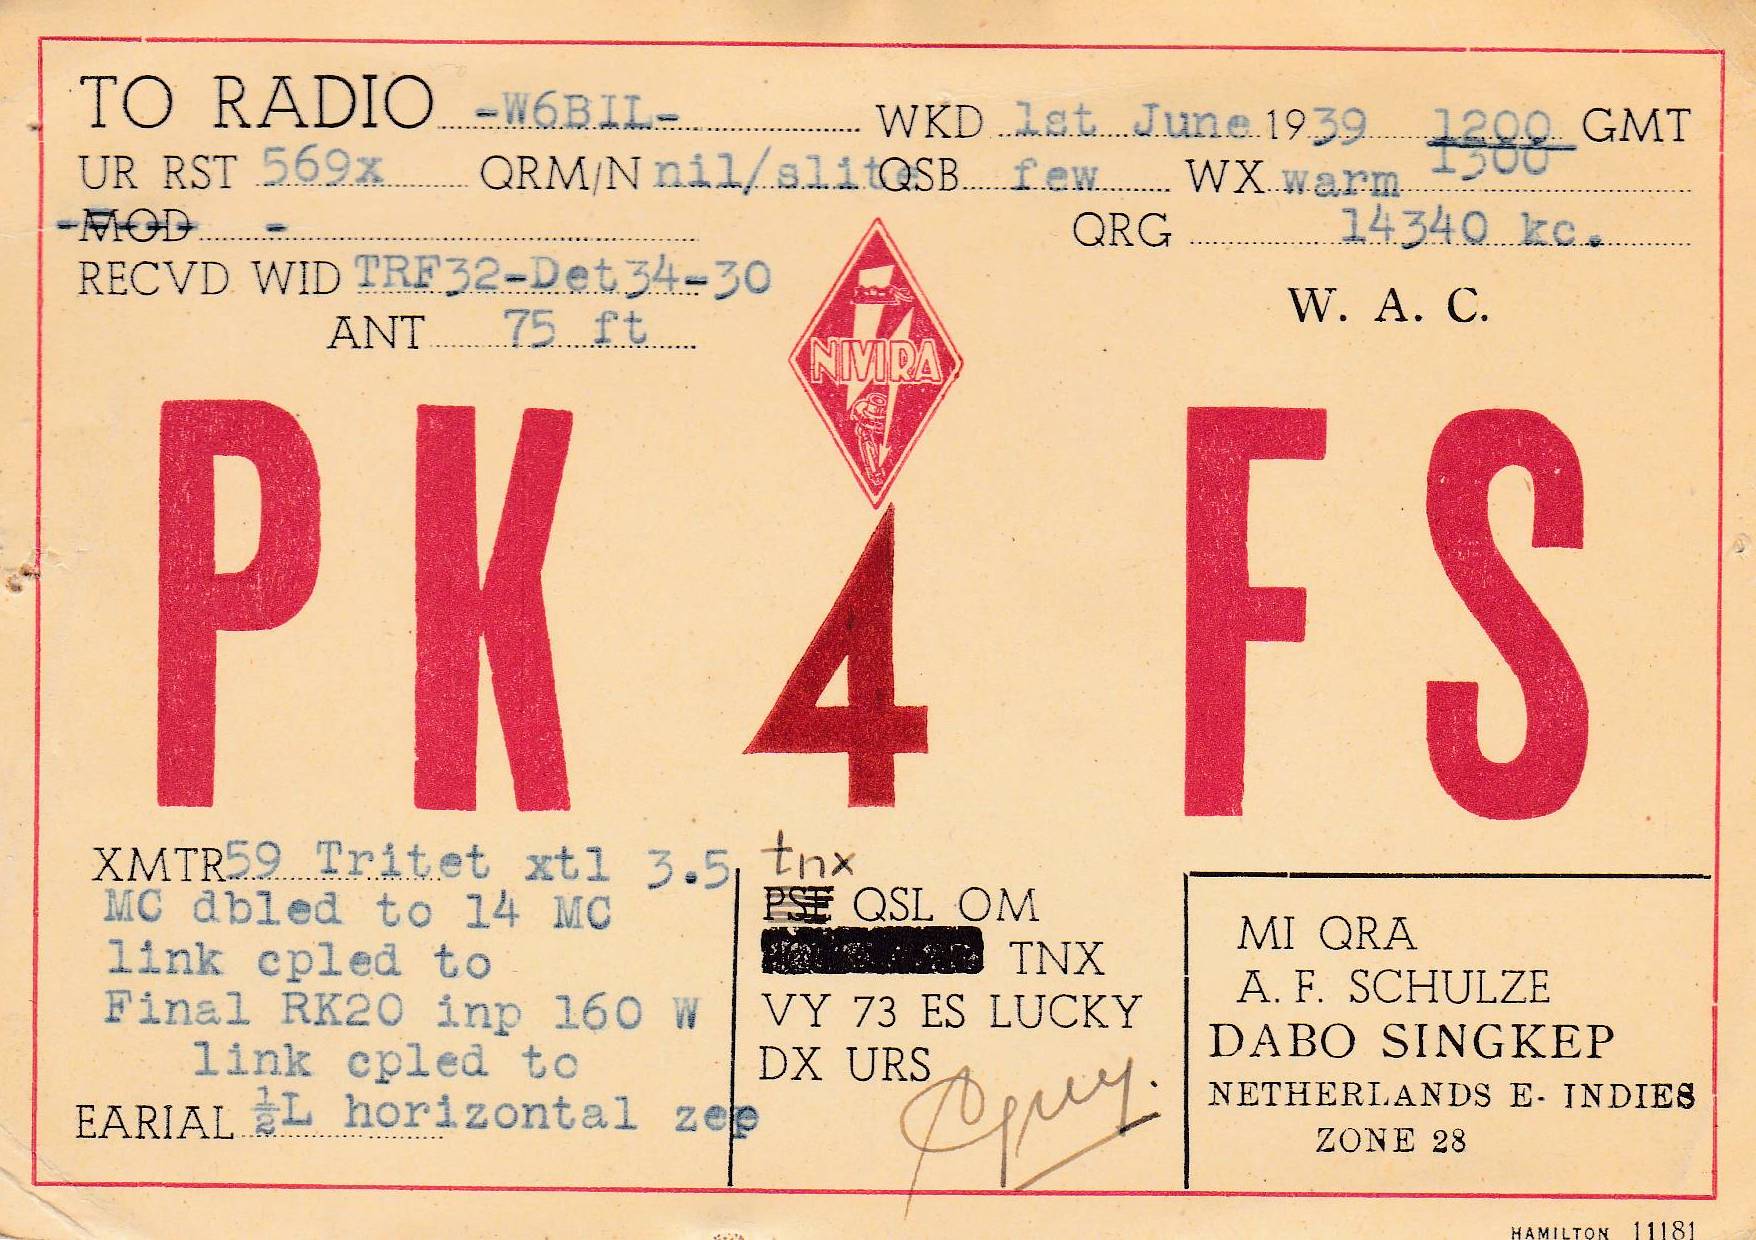 TO RADIO -W6BIL- WKD 1st June 1939 1200 GMT
1300
UR RST 569x QRM/N nil/slite QSB few WX warm
MOD - QRG 14340 kc.
RECVD WID TRF32-Det34-30
W. A. C.
ANT 75 ft
NIVIRA
PK 4 FS
XMTR 59 Tritet xtl 3.5
MC dbled to 14 MC
link cpled to
Final RK20 inp 160 W
link cpled to
EARIAL ½L horizontal zep
tnx
PSE QSL OM
TNX
VY 73 ES LUCKY
DX URS
MI QRA
A. F. SCHULZE
DABO SINGKEP
NETHERLANDS E- INDIES
ZONE 28
HAMILTON 11181